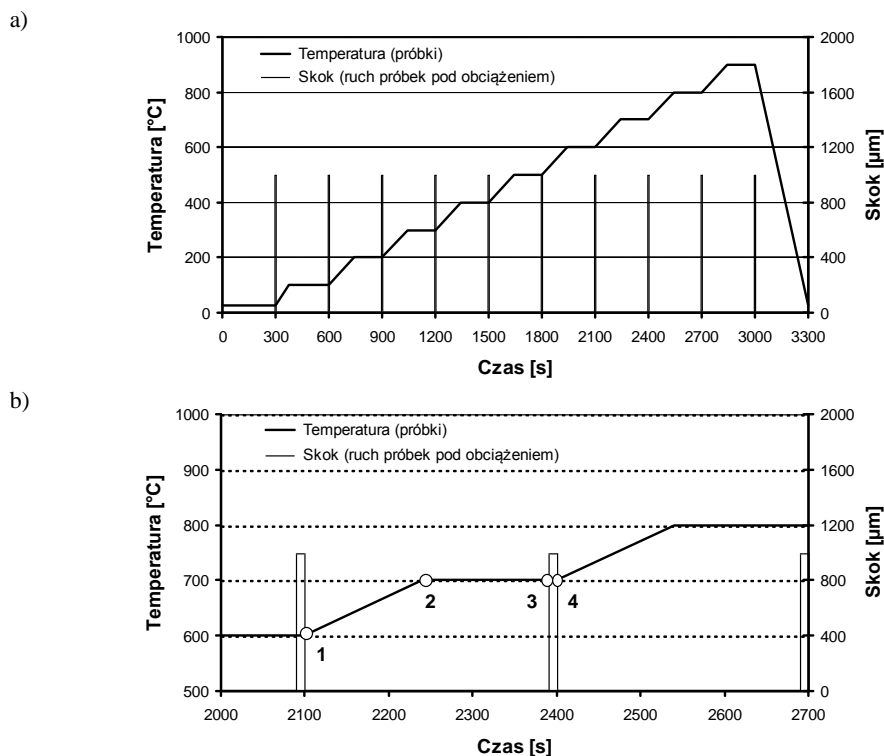 a)
Temperatura (próbki)
Skok (ruch próbek pod obciążeniem)
Temperatura [°C]
1000
800
600
400
200
0
Skok [µm]
2000
1600
1200
800
400
0
0 300 600 900 1200 1500 1800 2100 2400 2700 3000 3300
Czas [s]
b)
Temperatura (próbki)
Skok (ruch próbek pod obciążeniem)
Temperatura [°C]
1000
900
800
700
600
500
Skok [µm]
2000
1600
1200
800
400
0
1
2
3
4
2000 2100 2200 2300 2400 2500 2600 2700
Czas [s]